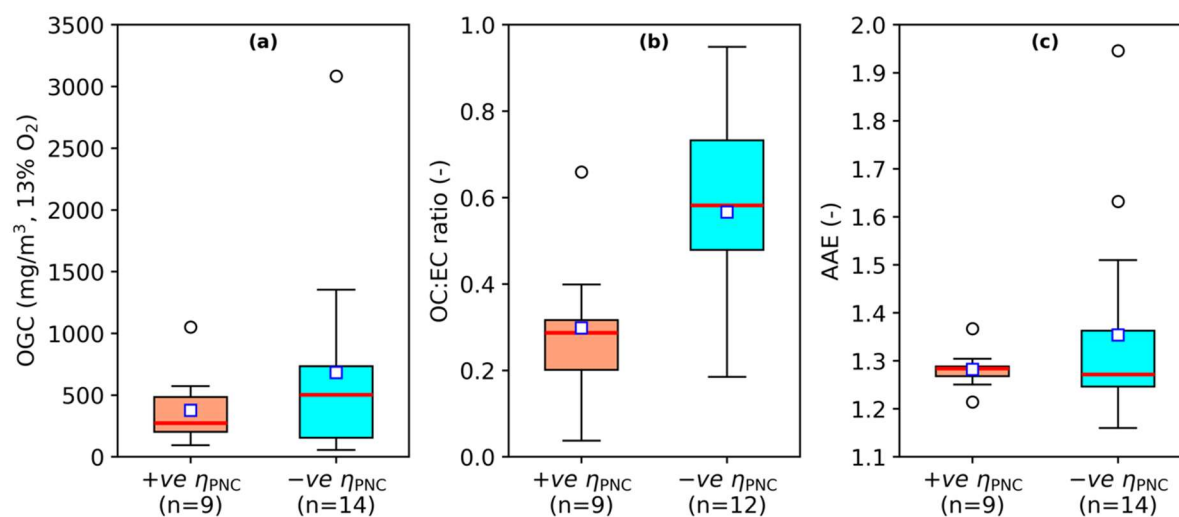 (a)
OGC (mg/m³, 13% O₂)
3500
3000
2500
2000
1500
1000
500
0
+ve ηPNC
(n=9)
−ve ηPNC
(n=14)
(b)
OC:EC ratio (-)
1.0
0.8
0.6
0.4
0.2
0.0
+ve ηPNC
(n=9)
−ve ηPNC
(n=12)
(c)
AAE (-)
2.0
1.9
1.8
1.7
1.6
1.5
1.4
1.3
1.2
1.1
+ve ηPNC
(n=9)
−ve ηPNC
(n=14)